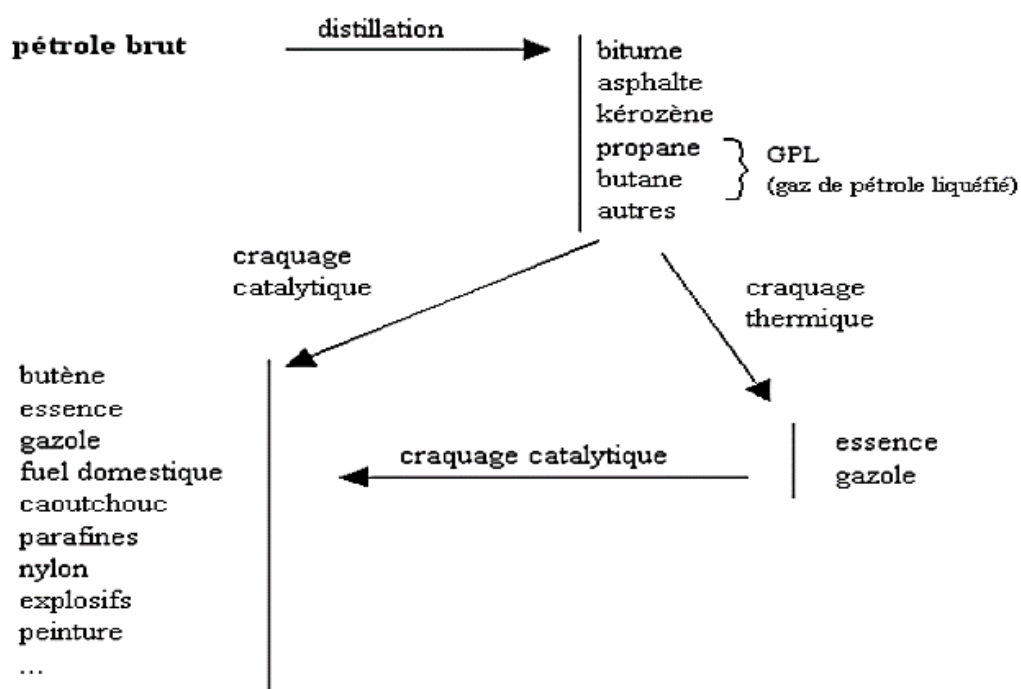 pétrole brut
distillation
bitume
asphalte
kérozène
propane
butane
autres
GPL
(gaz de pétrole liquéfié)
craquage
catalytique
craquage
thermique
butène
essence
gazole
fuel domestique
caoutchouc
parafines
nylon
explosifs
peinture
...
craquage catalytique
essence
gazole